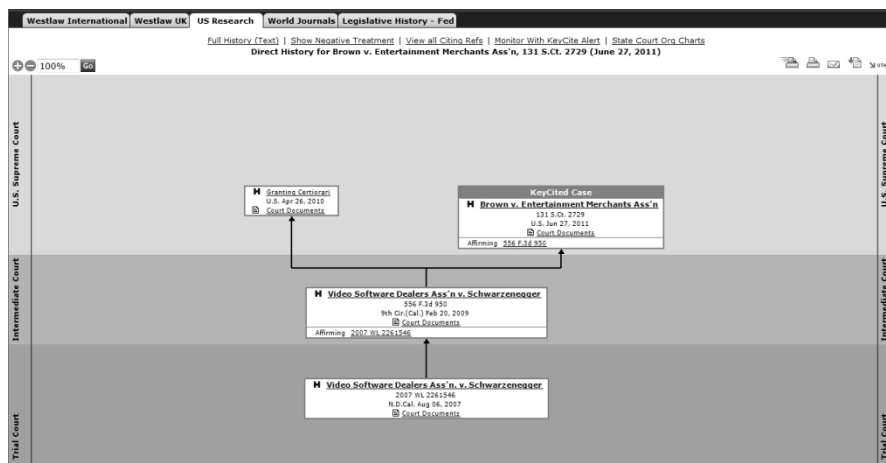 Westlaw International Westlaw UK US Research World Journals Legislative History - Fed
Full History (Text) | Show Negative Treatment | View all Citing Refs | Monitor With KeyCite Alert | State Court Org Charts
Direct History for Brown v. Entertainment Merchants Ass'n, 131 S.Ct. 2729 (June 27, 2011)
100% Go
U.S. Supreme Court
H Granting Certiorari
U.S. Apr 26, 2010
Court Documents
KeyCited Case
H Brown v. Entertainment Merchants Ass'n
131 S.Ct. 2729
U.S. Jun 27, 2011
Court Documents
Affirming 556 F.3d 950
U.S. Supreme Court
Intermediate Court
H Video Software Dealers Ass'n v. Schwarzenegger
556 F.3d 950
9th Cir.(Cal.) Feb 20, 2009
Court Documents
Affirming 2007 WL 2261546
Intermediate Court
Trial Court
H Video Software Dealers Ass'n. v. Schwarzenegger
2007 WL 2261546
N.D.Cal. Aug 06, 2007
Court Documents
Trial Court